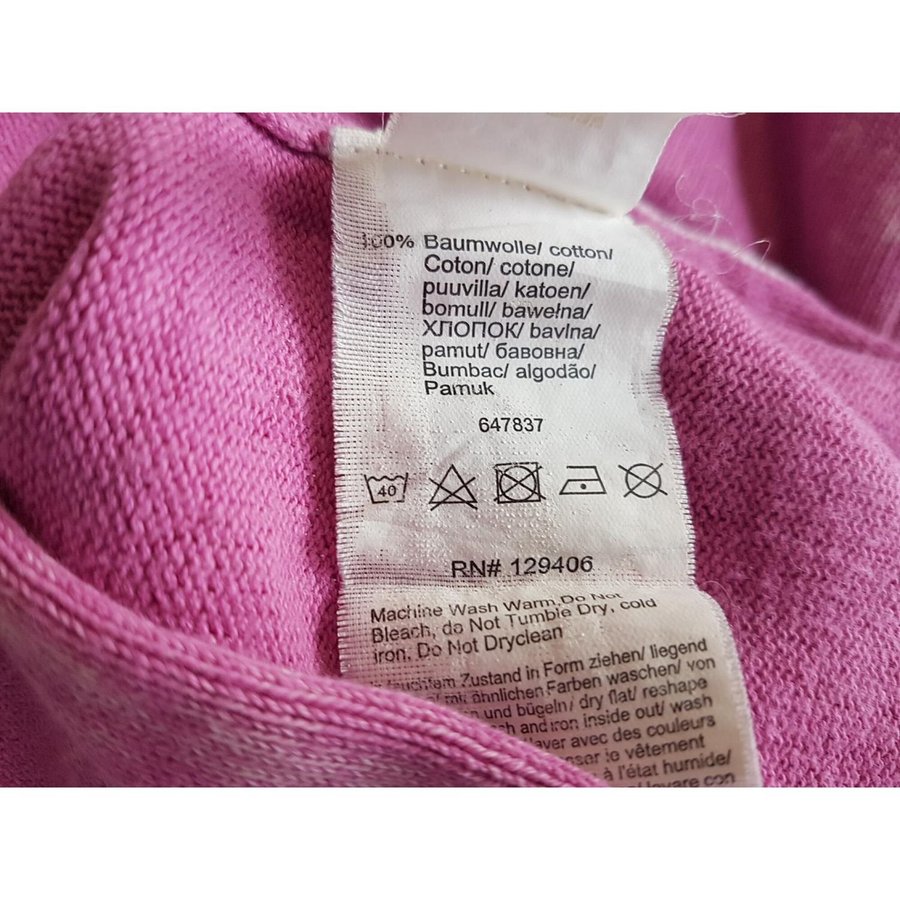 100% Baumwolle/ cotton/
Coton/ cotone/
puuvilla/ katoen/
bomull/ bawełna/
ХЛОПОК/ bavlna/
pamut/ бавовна/
Bumbac/ algodão/
Pamuk
647837
40
RN# 129406
Machine Wash Warm, Do Not
Bleach, do Not Tumble Dry, cold
iron, Do Not Dryclean
Zustand in Form ziehen/ liegend
mit ähnlichen Farben waschen/ von
und bügeln/ dry flat/ reshape
and iron inside out/ wash
avec des couleurs
le vêtement
à l'état humide/
con